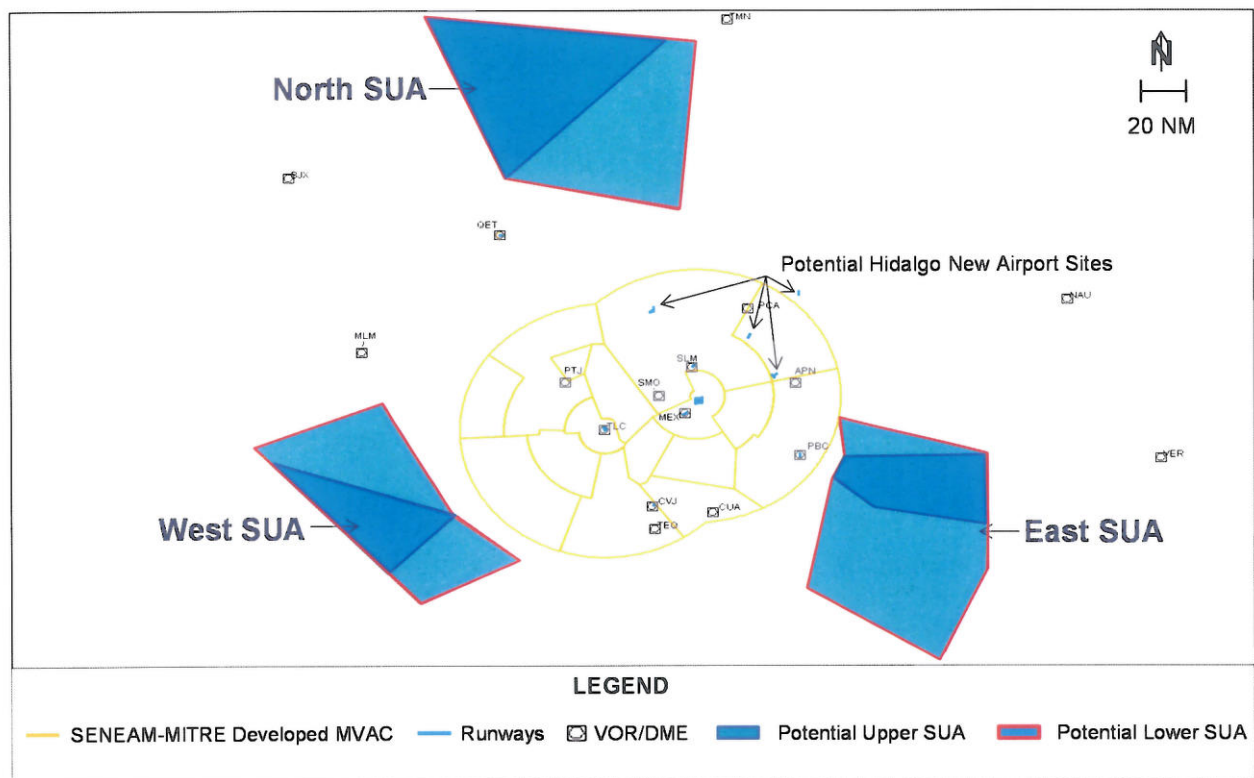 TMN
N
North SUA
20 NM
BJX
QET
Potential Hidalgo New Airport Sites
PCA
NAU
MLM
SLM
PTJ
SMO
APN
MEX
TLC
PBC
VER
West SUA
CVJ
CUA
TEQ
East SUA
LEGEND
SENEAM-MITRE Developed MVAC Runways VOR/DME Potential Upper SUA Potential Lower SUA